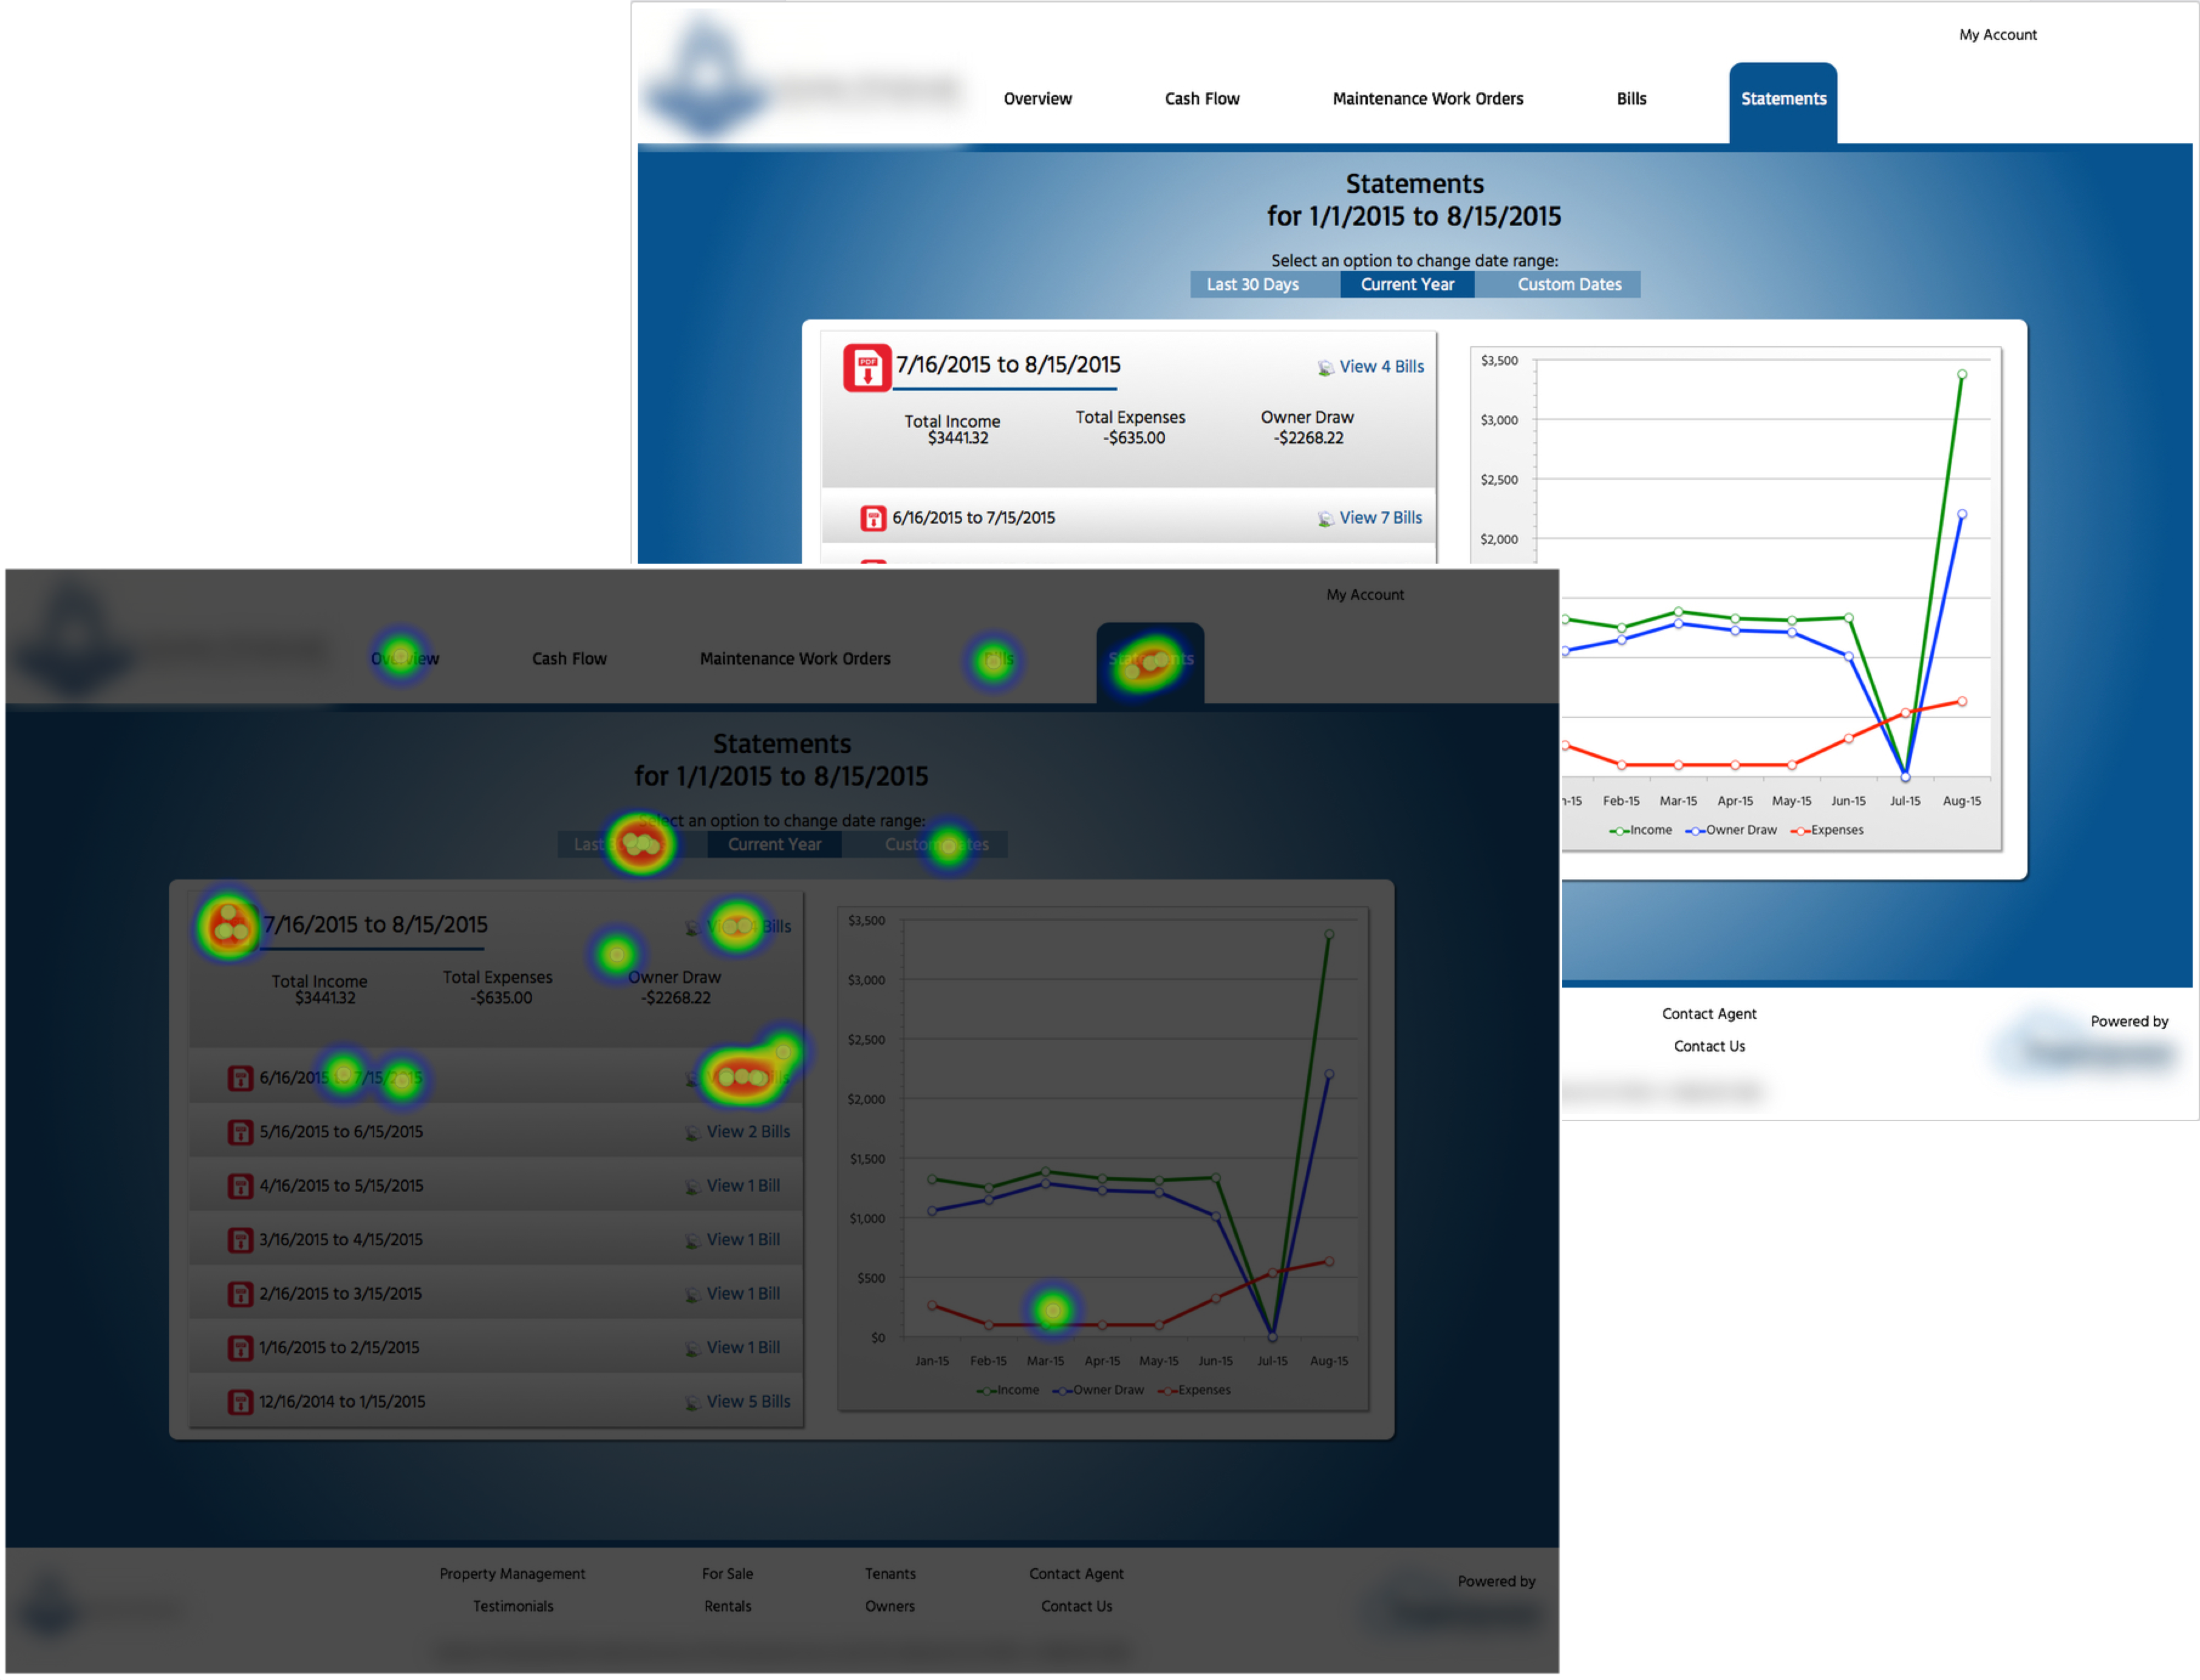 My Account
Overview Cash Flow Maintenance Work Orders Bills Statements
Statements
for 1/1/2015 to 8/15/2015
Select an option to change date range:
Last 30 Days Current Year Custom Dates
PDF
7/16/2015 to 8/15/2015 View 4 Bills
Total Income Total Expenses Owner Draw
$3441.32 -$635.00 -$2268.22
6/16/2015 to 7/15/2015 View 7 Bills
$3,500
$3,000
$2,500
$2,000
Feb-15 Mar-15 Apr-15 May-15 Jun-15 Jul-15 Aug-15
Income Owner Draw Expenses
Contact Agent
Contact Us
Powered by
My Account
Overview Cash Flow Maintenance Work Orders Bills Statements
Statements
for 1/1/2015 to 8/15/2015
Select an option to change date range:
Last Current Year Custom Dates
7/16/2015 to 8/15/2015 View 4 Bills
Total Income Total Expenses Owner Draw
$3441.32 -$635.00 -$2268.22
6/16/2015 to 7/15/2015
5/16/2015 to 6/15/2015 View 2 Bills
4/16/2015 to 5/15/2015 View 1 Bill
3/16/2015 to 4/15/2015 View 1 Bill
2/16/2015 to 3/15/2015 View 1 Bill
1/16/2015 to 2/15/2015 View 1 Bill
12/16/2014 to 1/15/2015 View 5 Bills
$3,500
$3,000
$2,500
$2,000
$1,500
$1,000
$500
$0
Jan-15 Feb-15 Mar-15 Apr-15 May-15 Jun-15 Jul-15 Aug-15
Income Owner Draw Expenses
Property Management For Sale Tenants Contact Agent
Testimonials Rentals Owners Contact Us
Powered by